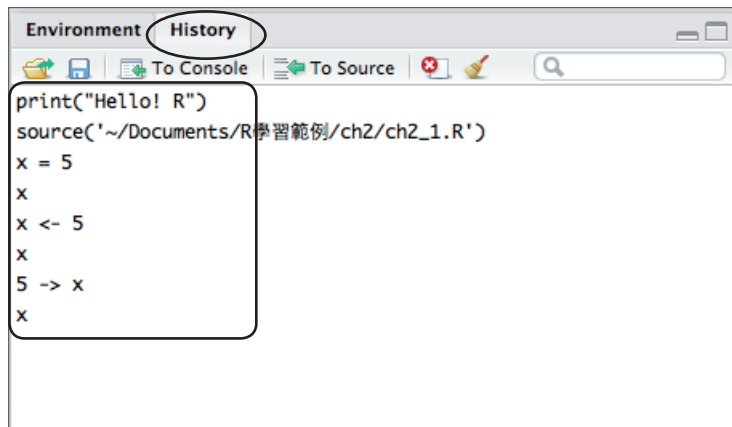 Environment History
To Console To Source
print("Hello! R")
source('~/Documents/R學習範例/ch2/ch2_1.R')
x = 5
x
x <- 5
x
5 -> x
x